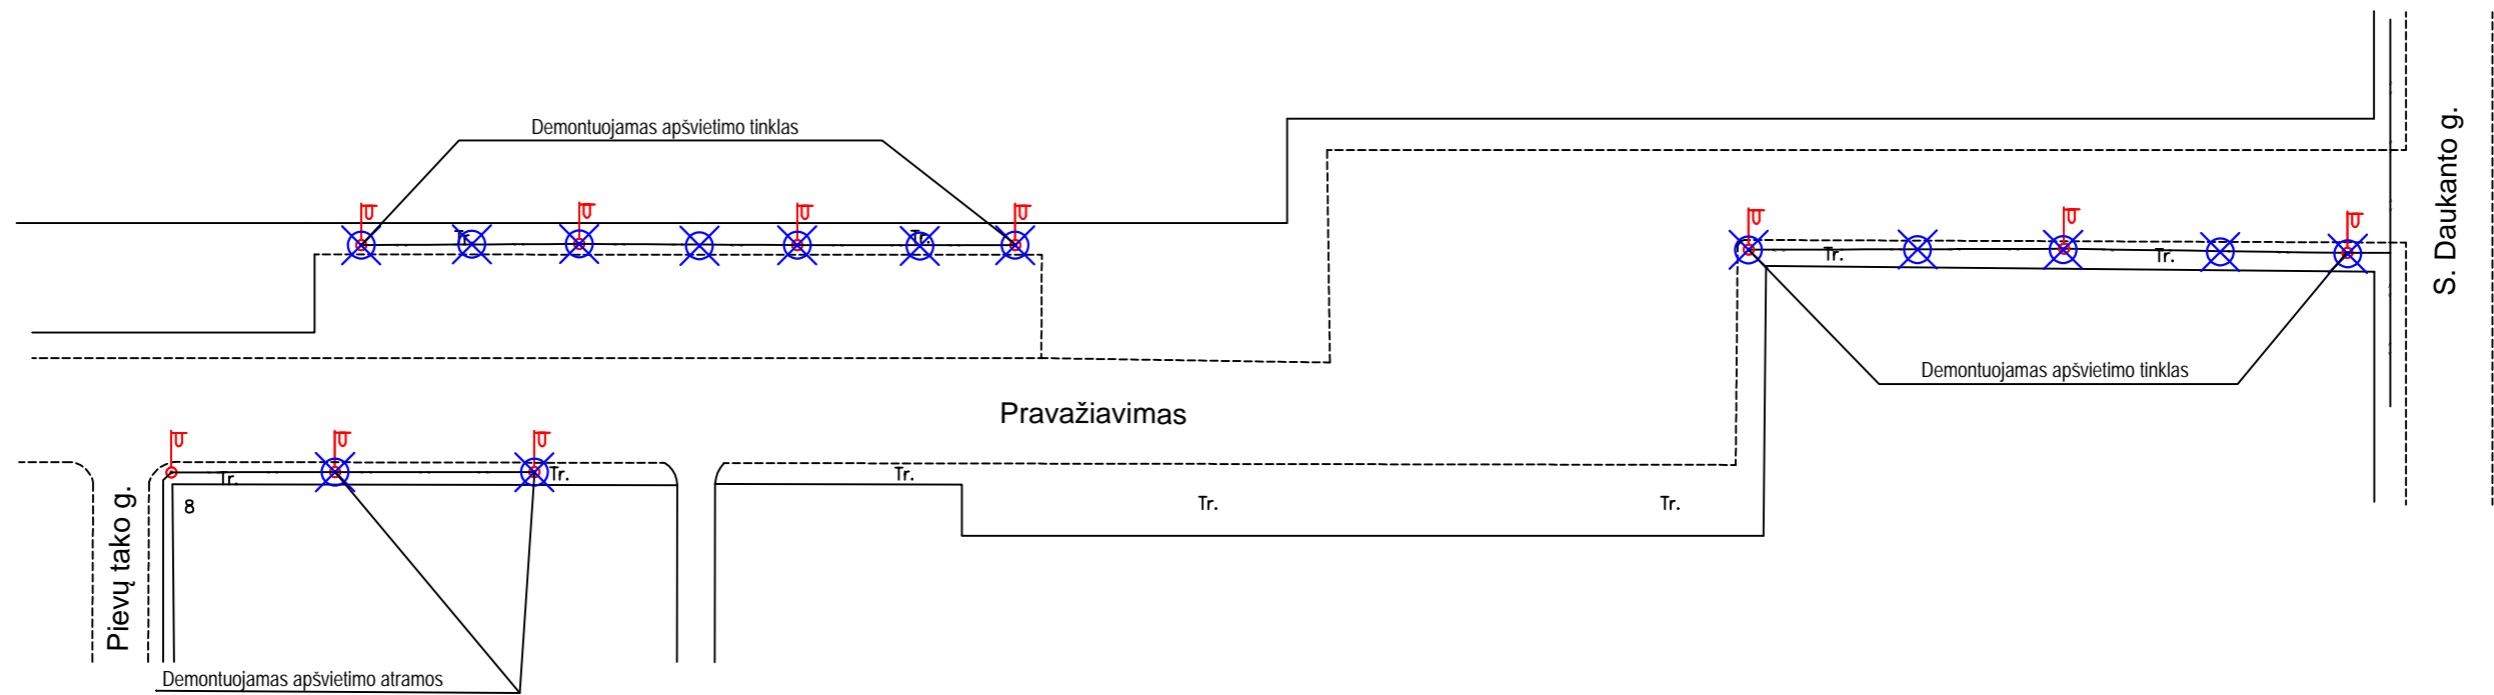 Demontuojamas apšvietimo tinklas
S. Daukanto g.
Tr.
Tr.
Tr.
Tr.
Demontuojamas apšvietimo tinklas
Pravažiavimas
Tr.
Tr.
Tr.
Tr.
Tr.
8
Pievų tako g.
Demontuojamas apšvietimo atramos